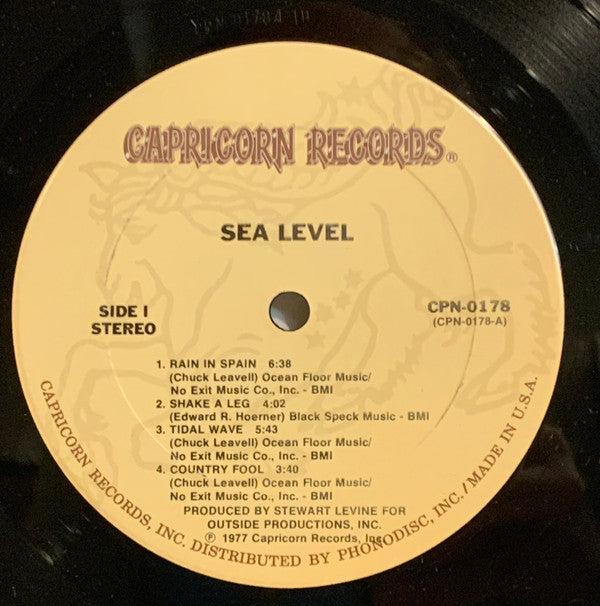 CAPRICORN RECORDS®
SEA LEVEL
SIDE I
STEREO
CPN-0178
(CPN-0178-A)
1. RAIN IN SPAIN 6:38
(Chuck Leavell) Ocean Floor Music/
No Exit Music Co., Inc. - BMI
2. SHAKE A LEG 4:02
(Edward R. Hoerner) Black Speck Music - BMI
3. TIDAL WAVE 5:43
(Chuck Leavell) Ocean Floor Music/
No Exit Music Co., Inc. - BMI
4. COUNTRY FOOL 3:40
(Chuck Leavell) Ocean Floor Music/
No Exit Music Co., Inc. - BMI
PRODUCED BY STEWART LEVINE FOR
OUTSIDE PRODUCTIONS, INC.
℗ 1977 Capricorn Records, Inc.
CAPRICORN RECORDS, INC. DISTRIBUTED BY PHONODISC, INC./MADE IN U.S.A.